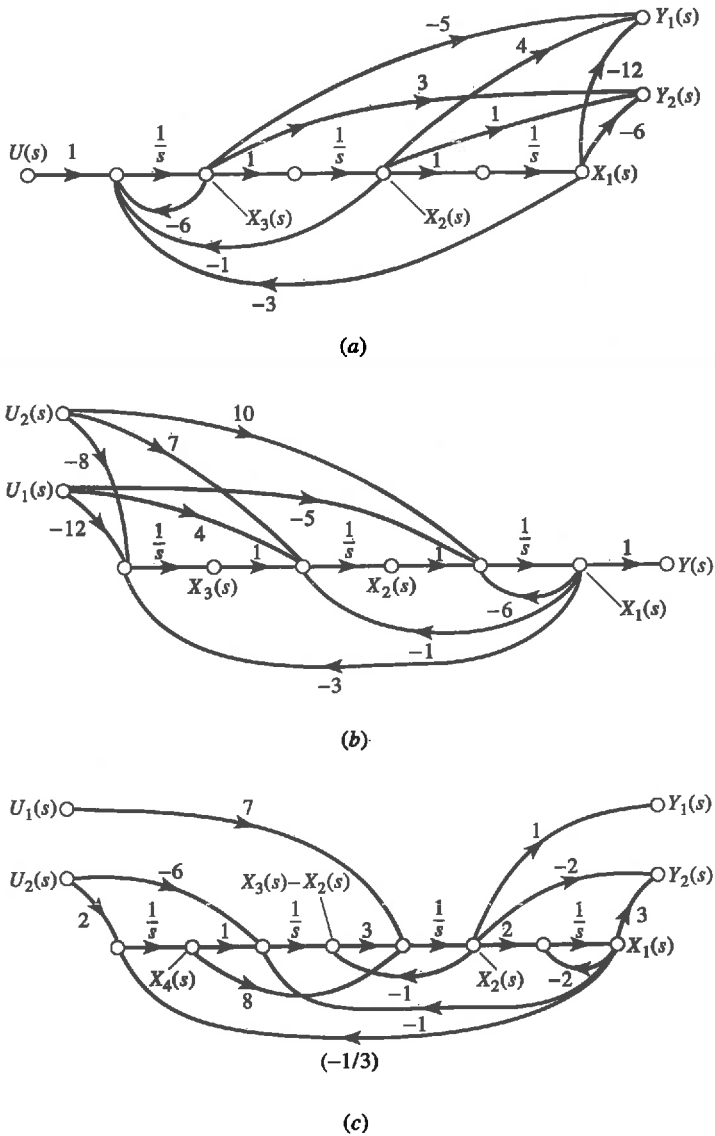 Y1(s)
-5
4
-12
3
Y2(s)
1
-6
U(s)
1
1/s
1
1/s
1
1/s
X1(s)
X3(s)
X2(s)
-6
-1
-3
(a)
U2(s)
10
7
-8
U1(s)
-5
-12
4
1/s
1
1/s
1
1/s
1
Y(s)
X3(s)
X2(s)
-6
X1(s)
-1
-3
(b)
U1(s)
7
1
Y1(s)
U2(s)
-6
X3(s)-X2(s)
-2
Y2(s)
2
1/s
1
1/s
3
1/s
2
1/s
3
X1(s)
X4(s)
8
-1
X2(s)
-2
-1
(-1/3)
(c)